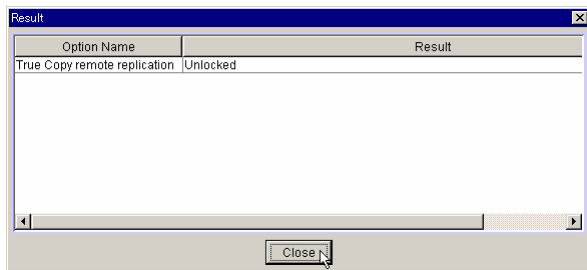 Result
Option Name Result
True Copy remote replication Unlocked
Close